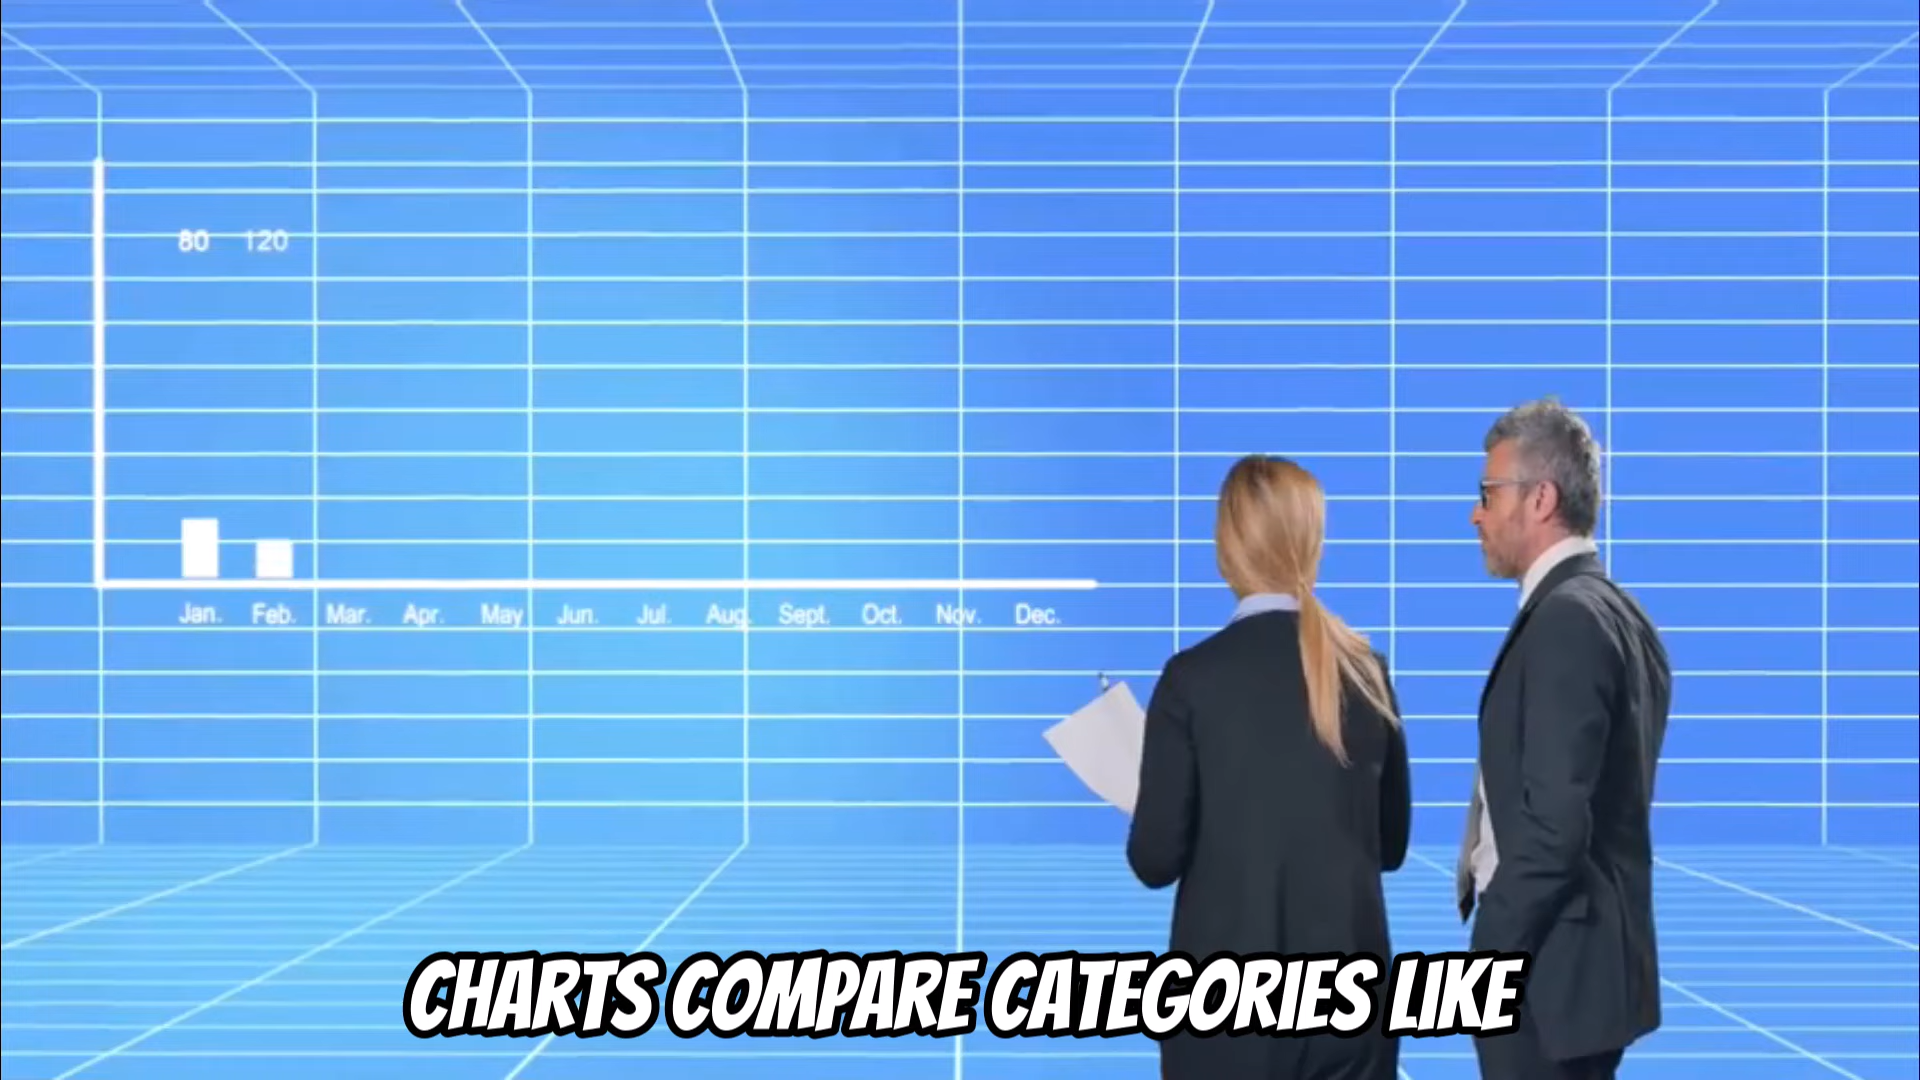 80 120
Jan. Feb. Mar. Apr. May Jun. Jul. Aug. Sept. Oct. Nov. Dec.
CHARTS COMPARE CATEGORIES LIKE